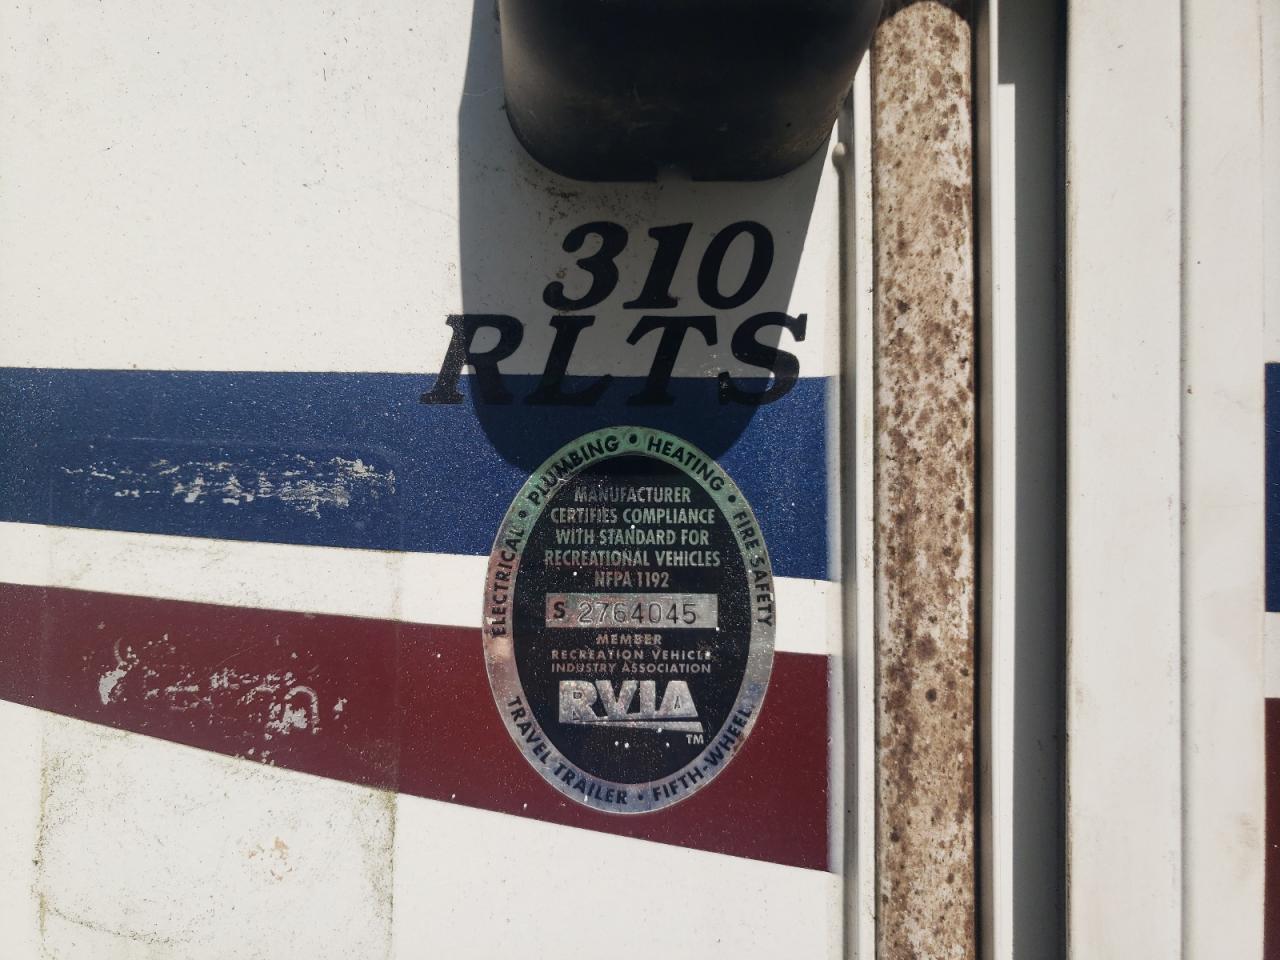 310
RLTS
ELECTRICAL • PLUMBING • HEATING • FIRE SAFETY
MANUFACTURER
CERTIFIES COMPLIANCE
WITH STANDARD FOR
RECREATIONAL VEHICLES
NFPA 1192
S 2764045
MEMBER
RECREATION VEHICLE
INDUSTRY ASSOCIATION
RVIA
TM
TRAVEL TRAILER • FIFTH-WHEEL